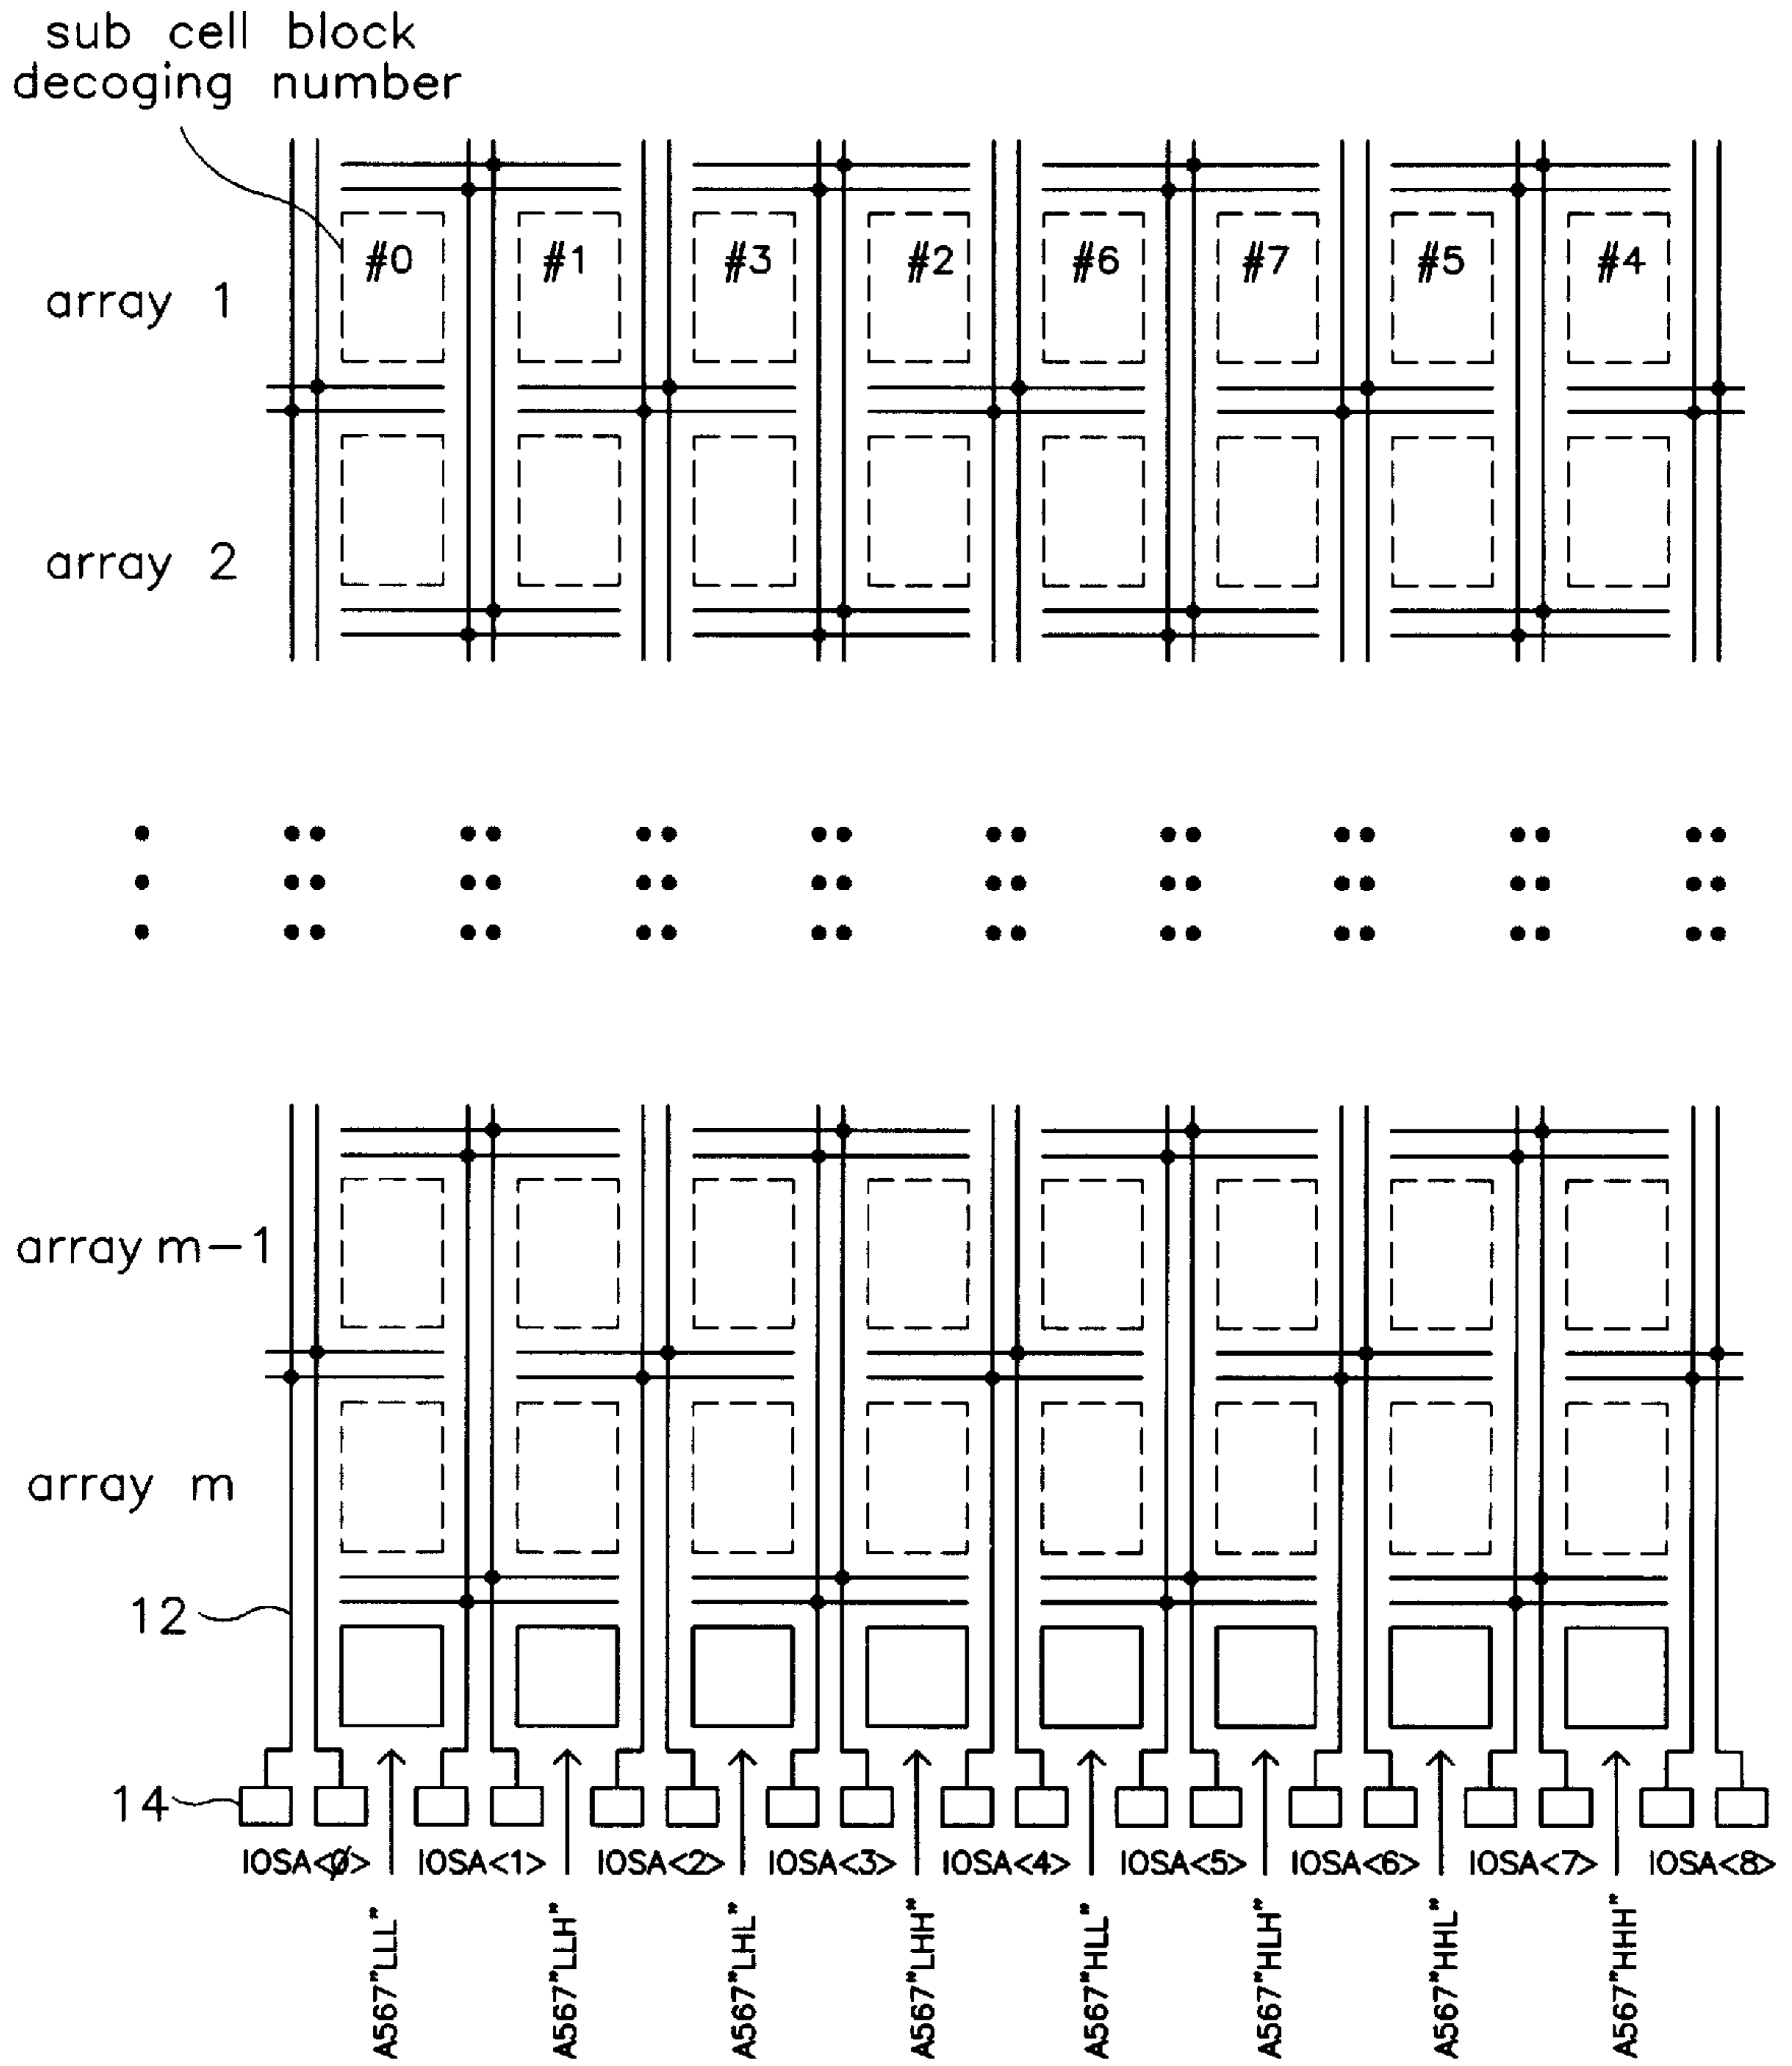 sub cell block
decoging number
#0 #1 #3 #2 #6 #7 #5 #4
array 1
array 2
array m-1
array m
12
14
IOSA<0> IOSA<1> IOSA<2> IOSA<3> IOSA<4> IOSA<5> IOSA<6> IOSA<7> IOSA<8>
A567"LLL"
A567"LLH"
A567"LHL"
A567"LHH"
A567"HLL"
A567"HLH"
A567"HHL"
A567"HHH"